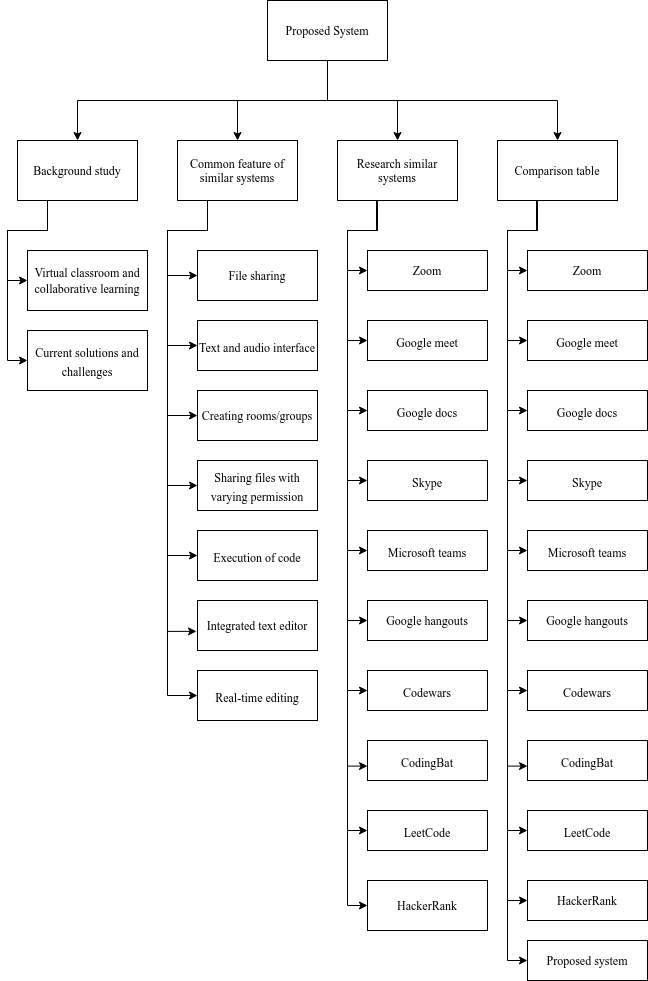 Proposed System
Background study
Common feature of
similar systems
Research similar
systems
Comparison table
Virtual classroom and
collaborative learning
Current solutions and
challenges
File sharing
Text and audio interface
Creating rooms/groups
Sharing files with
varying permission
Execution of code
Integrated text editor
Real-time editing
Zoom
Google meet
Google docs
Skype
Microsoft teams
Google hangouts
Codewars
CodingBat
LeetCode
HackerRank
Zoom
Google meet
Google docs
Skype
Microsoft teams
Google hangouts
Codewars
CodingBat
LeetCode
HackerRank
Proposed system